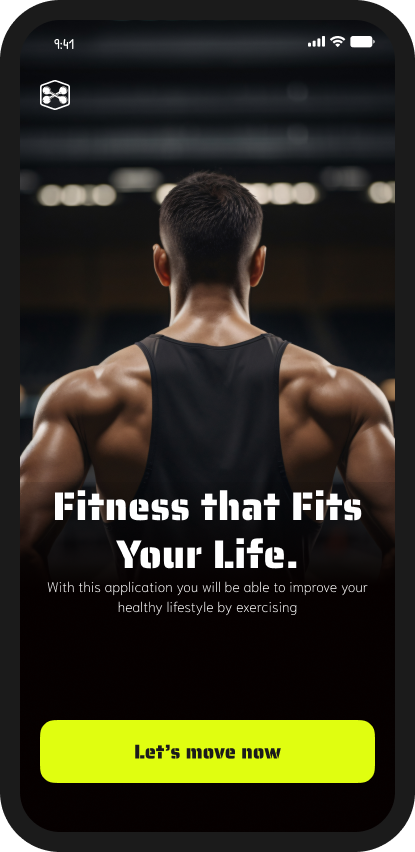 9:41
Fitness that Fits
Your Life.
With this application you will be able to improve your
healthy lifestyle by exercising
Let's move now